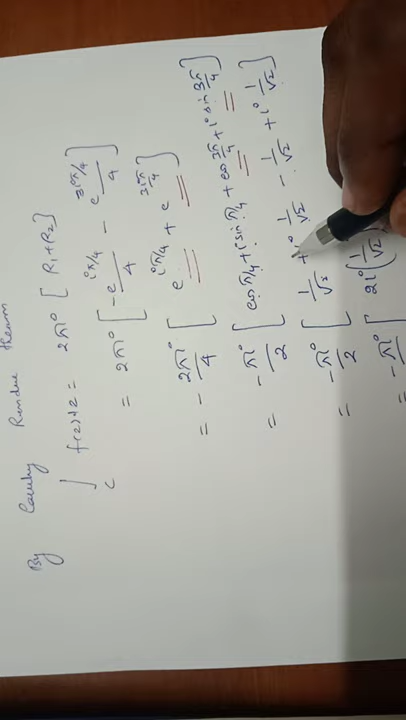 By Cauchy Residue theorem
∫_C f(z)dz = 2πi [ R1+R2 ]
= 2πi [ -e^{iπ/4}/4 - e^{3iπ/4}/4 ]
= - 2πi/4 [ e^{iπ/4} + e^{3iπ/4} ]
= -πi/2 [ cos π/4 + i sin π/4 + cos 3π/4 + i sin 3π/4 ]
= -πi/2 [ 1/√2 + i 1/√2 - 1/√2 + i 1/√2 ]
= -πi [ 2i (1/√2)